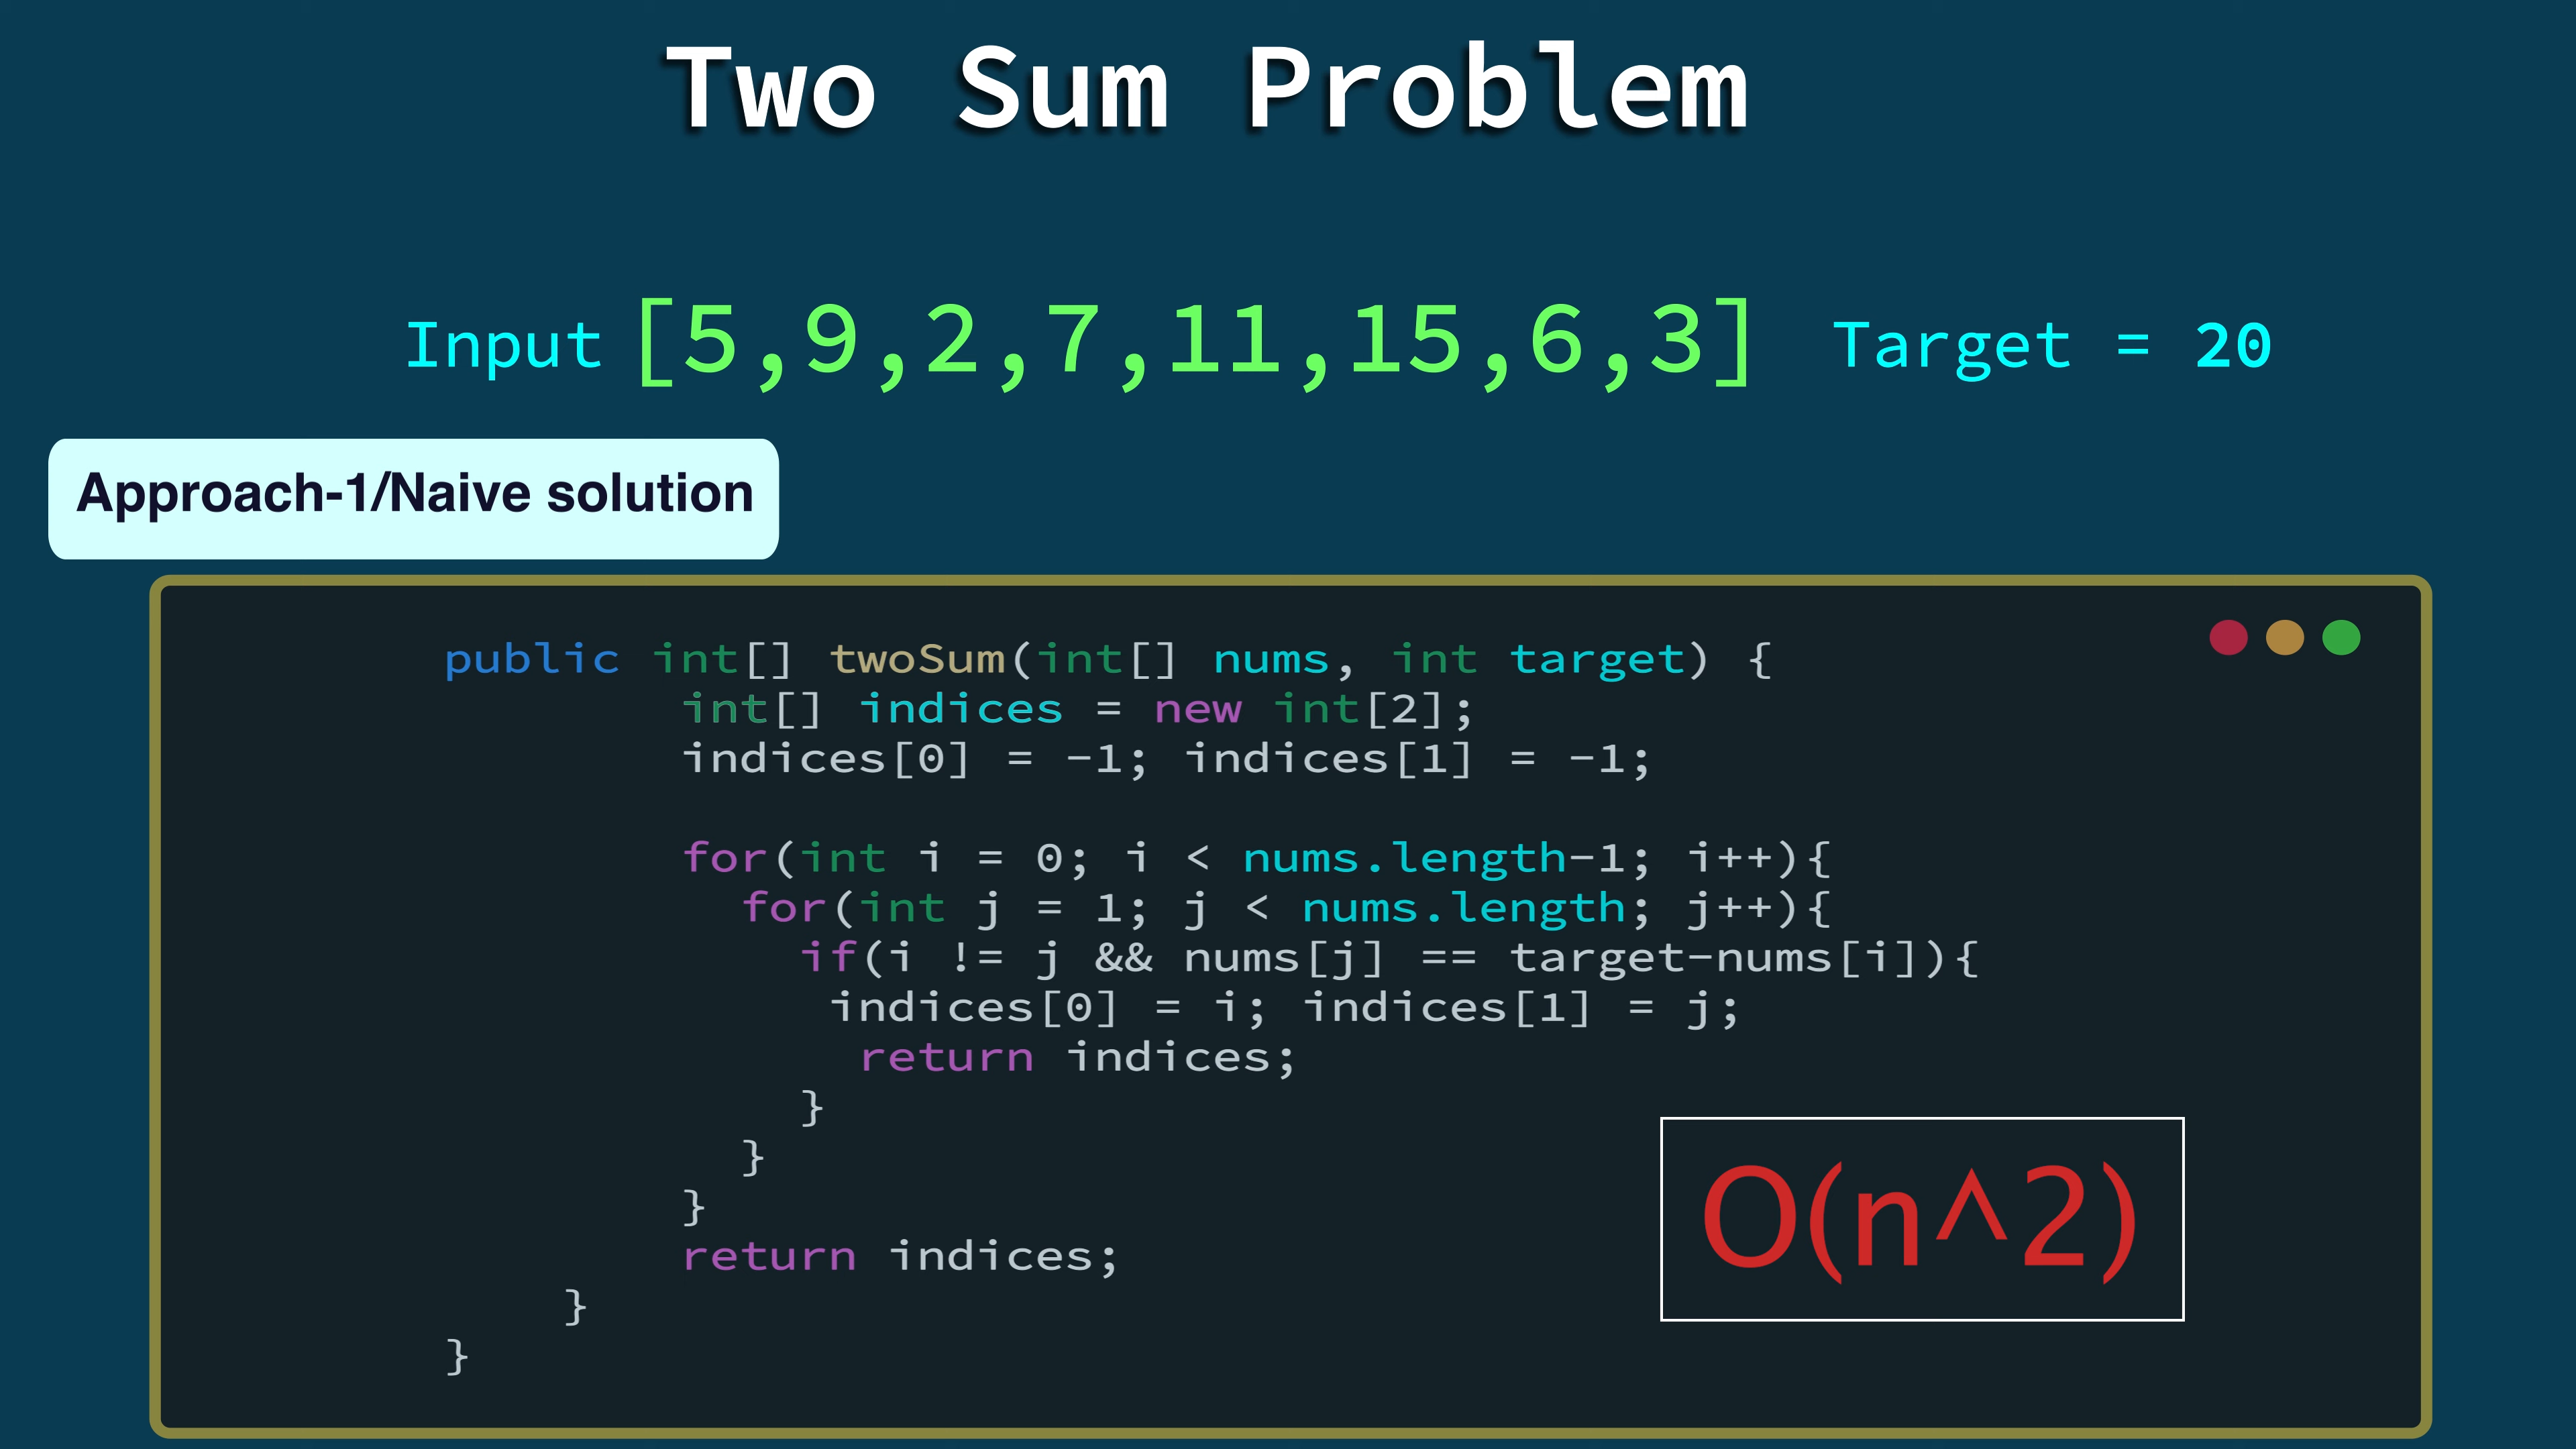 Two Sum Problem
Input [5,9,2,7,11,15,6,3] Target = 20
Approach-1/Naive solution
public int[] twoSum(int[] nums, int target) {
int[] indices = new int[2];
indices[0] = -1; indices[1] = -1;
for(int i = 0; i < nums.length-1; i++){
for(int j = 1; j < nums.length; j++){
if(i != j && nums[j] == target-nums[i]){
indices[0] = i; indices[1] = j;
return indices;
}
}
}
return indices;
}
}
O(n^2)